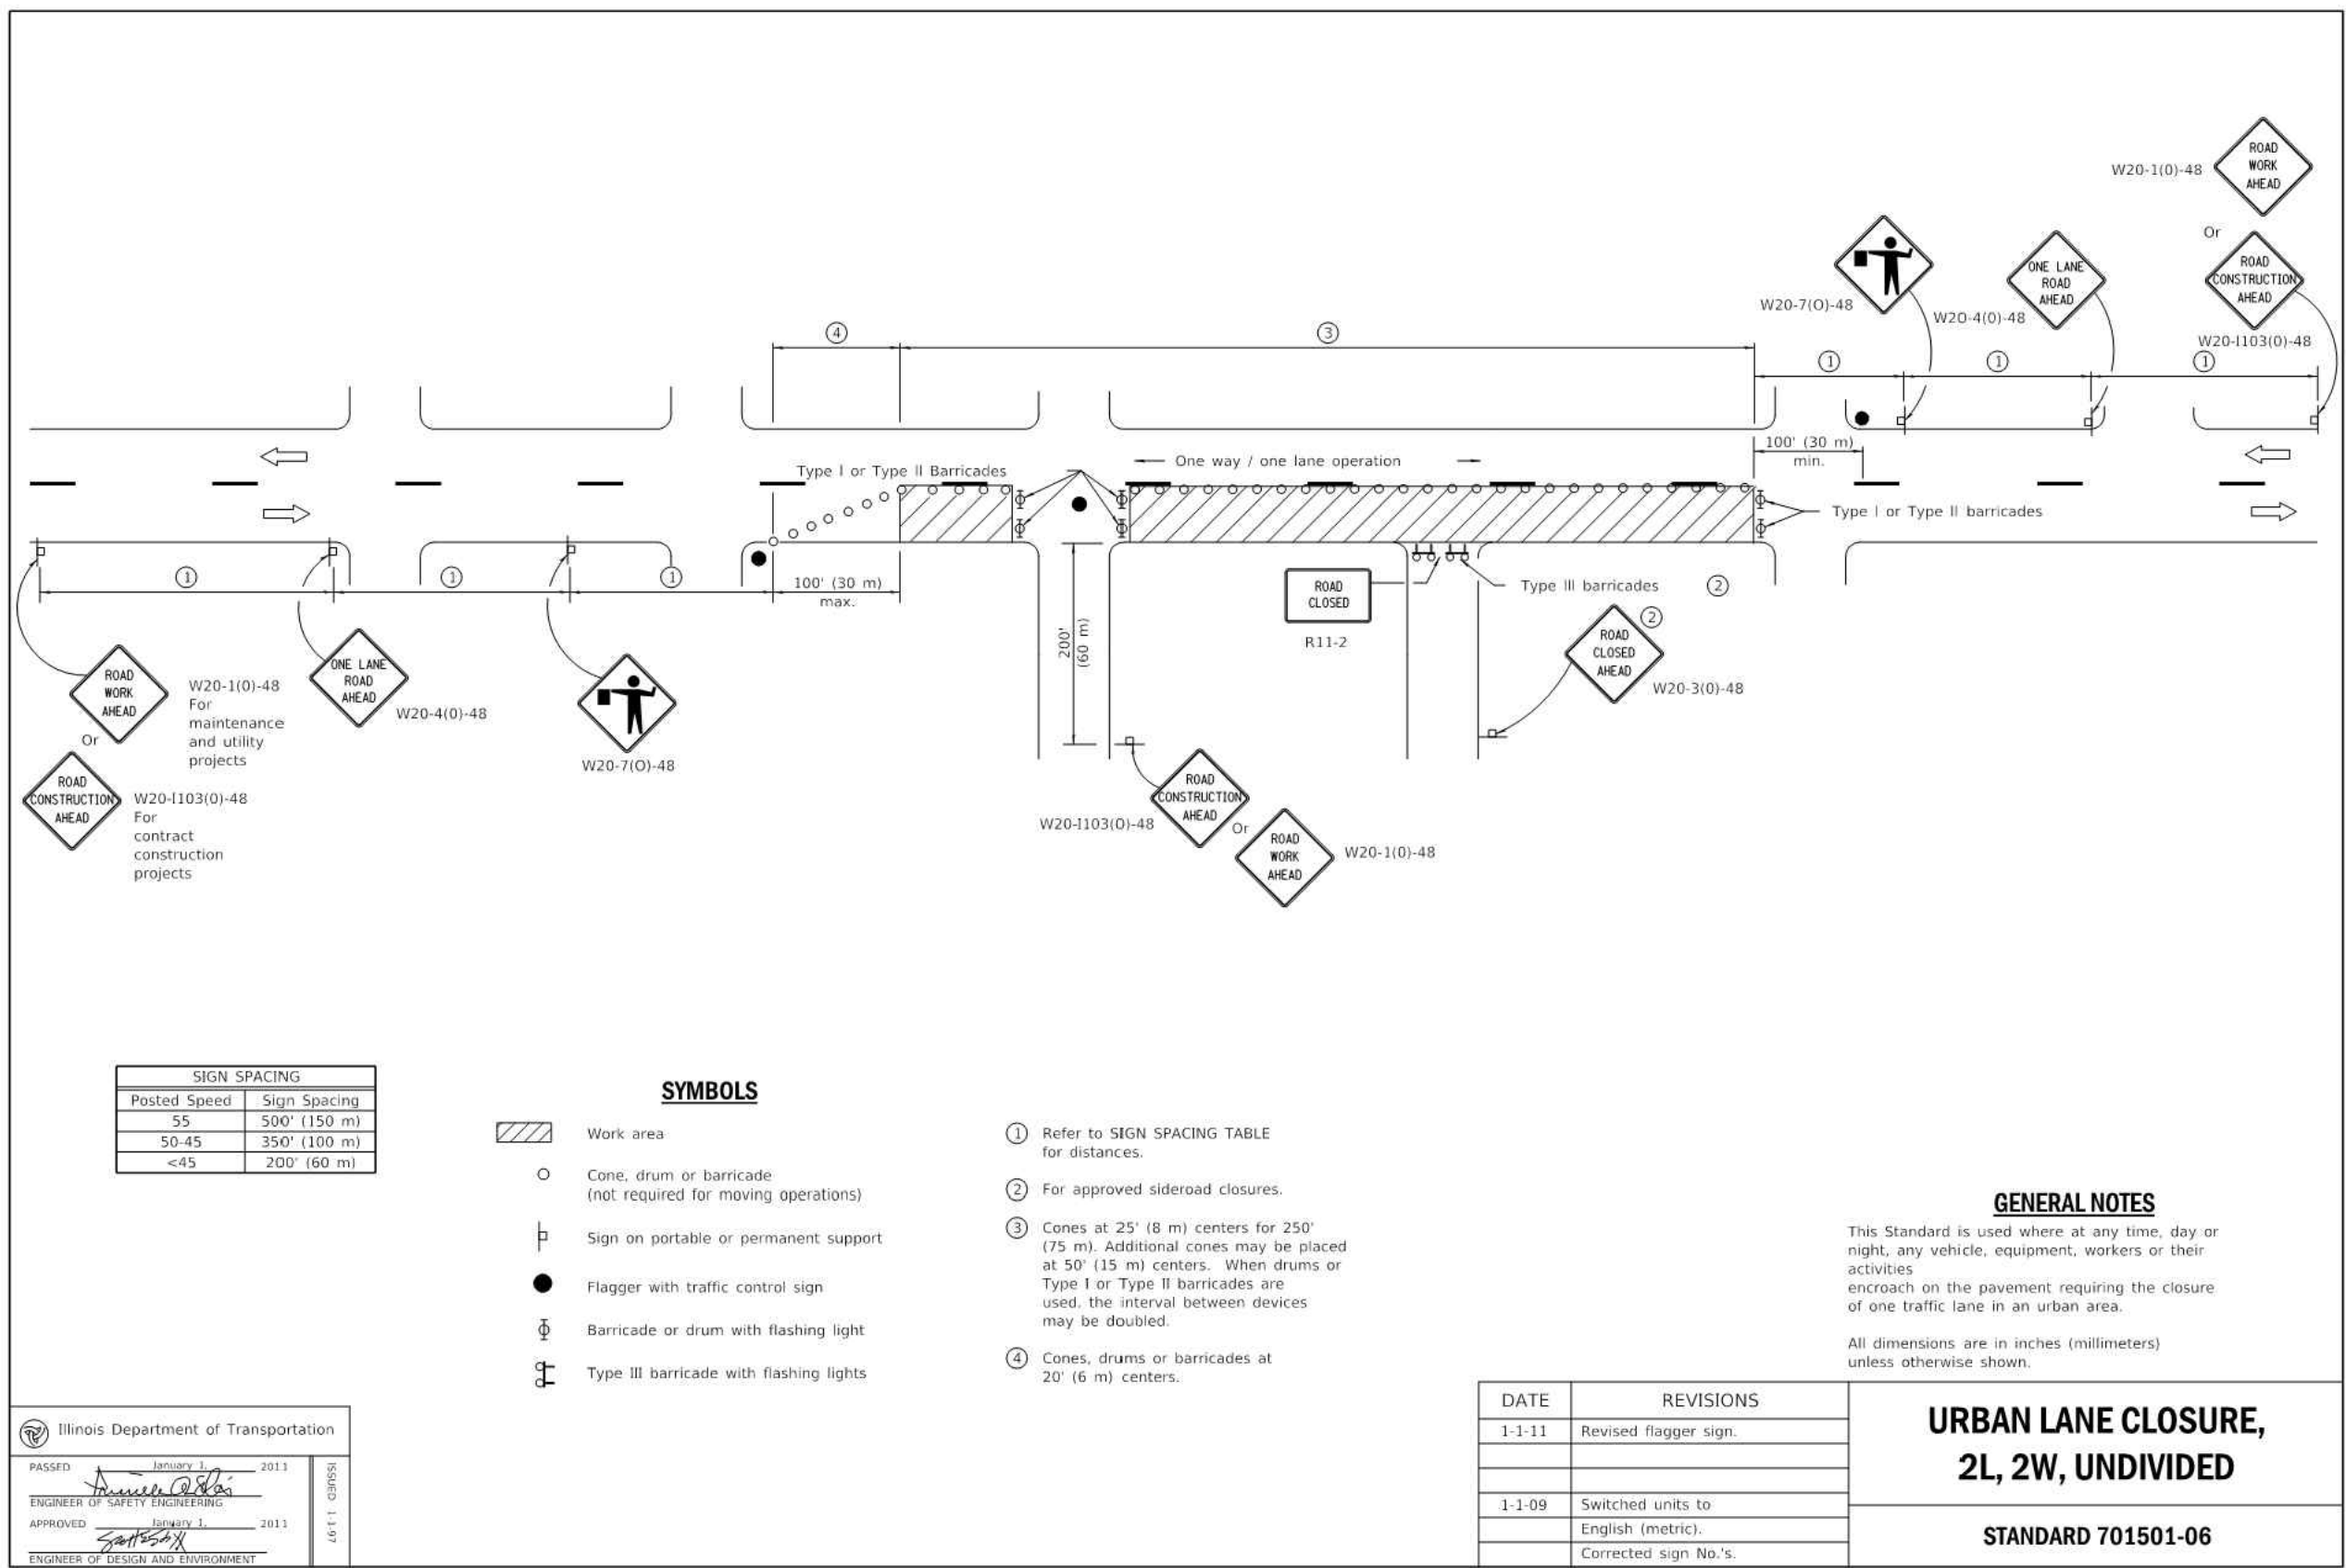 W20-1(O)-48
ROAD
WORK
AHEAD
Or
ROAD
CONSTRUCTION
AHEAD
W20-I103(O)-48
W20-7(O)-48
ONE LANE
ROAD
AHEAD
W20-4(O)-48
4
3
1
1
1
100' (30 m)
min.
Type I or Type II Barricades
One way / one lane operation
Type I or Type II barricades
1
1
1
100' (30 m)
max.
200'
(60 m)
ROAD
CLOSED
R11-2
Type III barricades
2
2
ROAD
CLOSED
AHEAD
W20-3(O)-48
ROAD
WORK
AHEAD
W20-1(O)-48
For
maintenance
and utility
projects
Or
ROAD
CONSTRUCTION
AHEAD
W20-I103(O)-48
For
contract
construction
projects
ONE LANE
ROAD
AHEAD
W20-4(O)-48
W20-7(O)-48
ROAD
CONSTRUCTION
AHEAD
W20-I103(O)-48
Or
ROAD
WORK
AHEAD
W20-1(O)-48
SIGN SPACING
Posted Speed Sign Spacing
55 500' (150 m)
50-45 350' (100 m)
<45 200' (60 m)
SYMBOLS
Work area
Cone, drum or barricade
(not required for moving operations)
Sign on portable or permanent support
Flagger with traffic control sign
Barricade or drum with flashing light
Type III barricade with flashing lights
1 Refer to SIGN SPACING TABLE
for distances.
2 For approved sideroad closures.
3 Cones at 25' (8 m) centers for 250'
(75 m). Additional cones may be placed
at 50' (15 m) centers. When drums or
Type I or Type II barricades are
used, the interval between devices
may be doubled.
4 Cones, drums or barricades at
20' (6 m) centers.
GENERAL NOTES
This Standard is used where at any time, day or
night, any vehicle, equipment, workers or their
activities
encroach on the pavement requiring the closure
of one traffic lane in an urban area.
All dimensions are in inches (millimeters)
unless otherwise shown.
Illinois Department of Transportation
PASSED January 1, 2011
ENGINEER OF SAFETY ENGINEERING
APPROVED January 1, 2011
ENGINEER OF DESIGN AND ENVIRONMENT
ISSUED 1-1-97
DATE REVISIONS
1-1-11 Revised flagger sign.
1-1-09 Switched units to
English (metric).
Corrected sign No.'s.
URBAN LANE CLOSURE,
2L, 2W, UNDIVIDED
STANDARD 701501-06